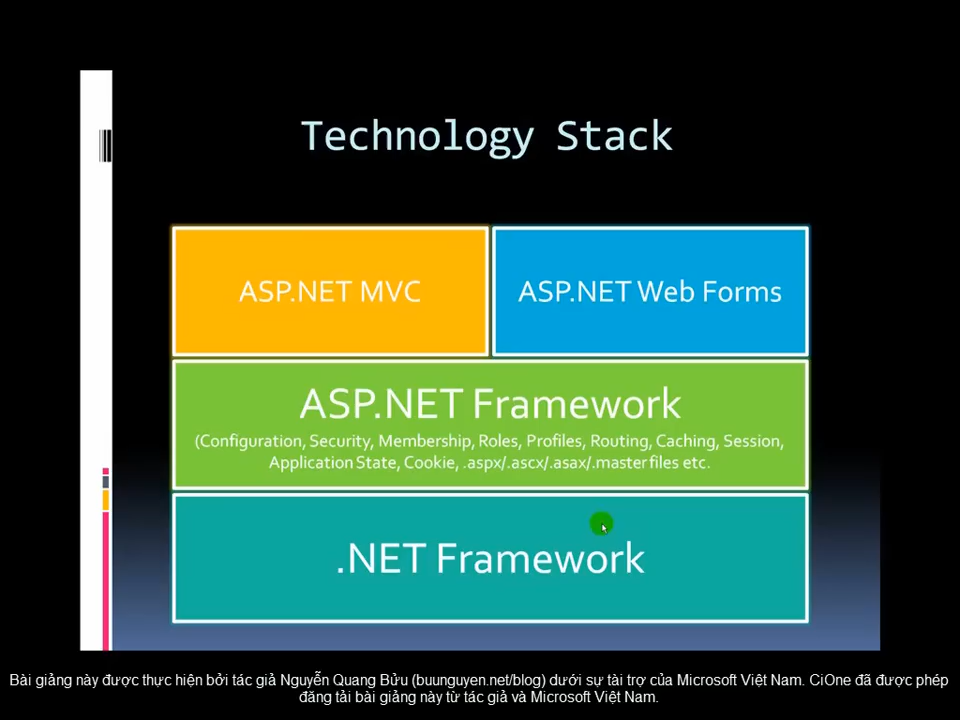 Technology Stack
ASP.NET MVC
ASP.NET Web Forms
ASP.NET Framework
(Configuration, Security, Membership, Roles, Profiles, Routing, Caching, Session,
Application State, Cookie, .aspx/.ascx/.asax/.master files etc.
.NET Framework
Bài giảng này được thực hiện bởi tác giả Nguyễn Quang Bửu (buunguyen.net/blog) dưới sự tài trợ của Microsoft Việt Nam. CiOne đã được phép
đăng tải bài giảng này từ tác giả và Microsoft Việt Nam.